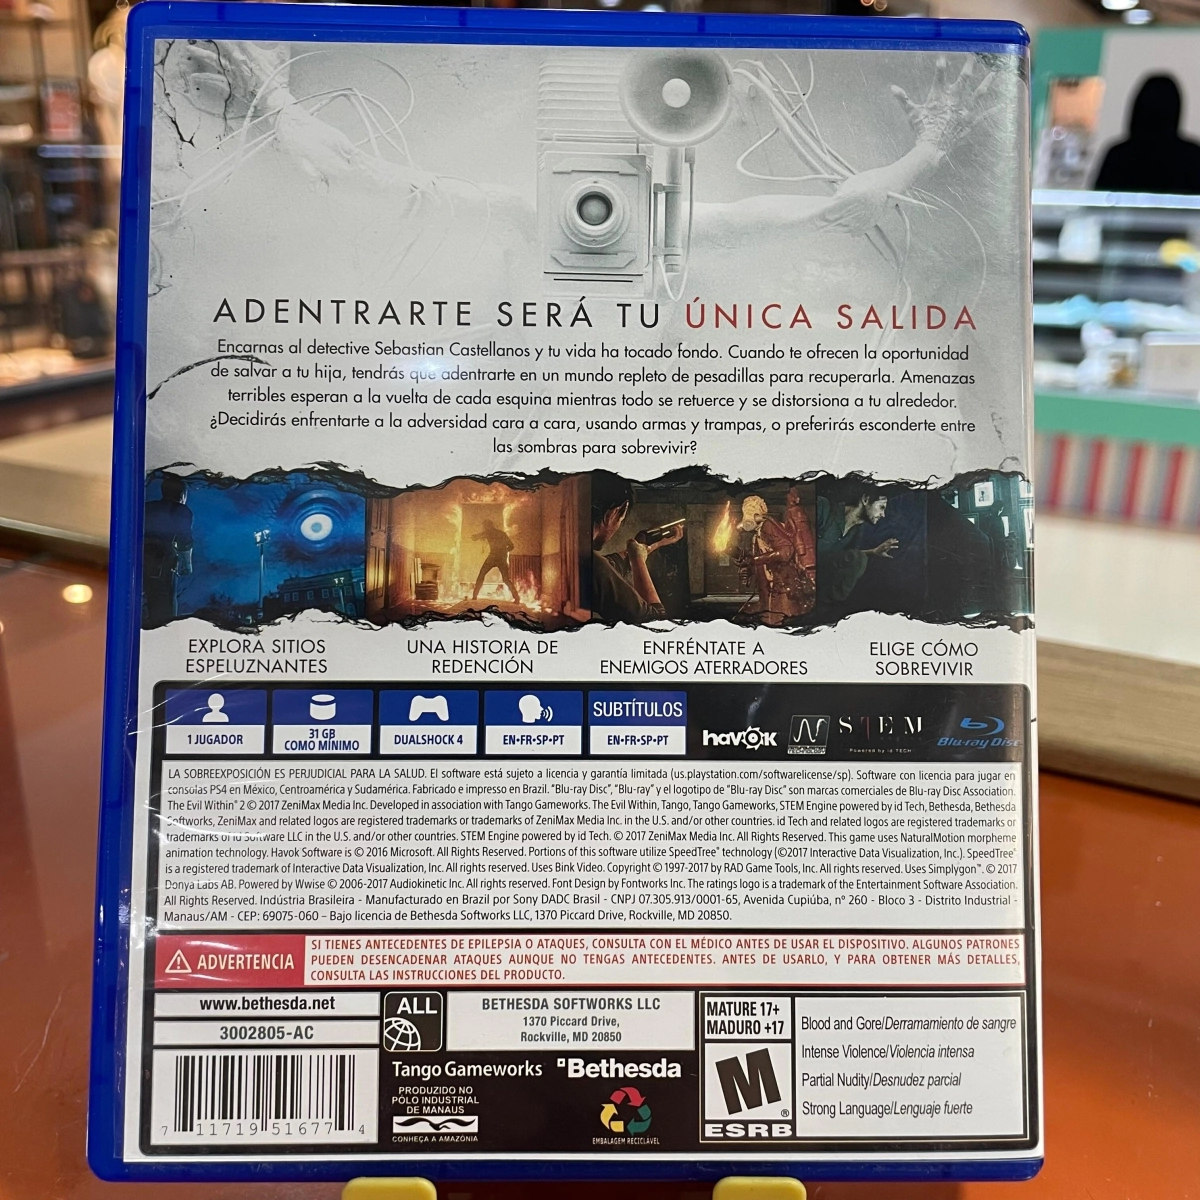 ADENTRARTE SERÁ TU ÚNICA SALIDA
Encarnas al detective Sebastian Castellanos y tu vida ha tocado fondo. Cuando te ofrecen la oportunidad
de salvar a tu hija, tendrás que adentrarte en un mundo repleto de pesadillas para recuperarla. Amenazas
terribles esperan a la vuelta de cada esquina mientras todo se retuerce y se distorsiona a tu alrededor.
¿Decidirás enfrentarte a la adversidad cara a cara, usando armas y trampas, o preferirás esconderte entre
las sombras para sobrevivir?
EXPLORA SITIOS
ESPELUZNANTES
UNA HISTORIA DE
REDENCIÓN
ENFRÉNTATE A
ENEMIGOS ATERRADORES
ELIGE CÓMO
SOBREVIVIR
1 JUGADOR
31 GB
COMO MÍNIMO
DUALSHOCK 4
EN•FR•SP•PT
SUBTÍTULOS
EN•FR•SP•PT
havok
STEM
Powered by id TECH
Blu-ray Disc
LA SOBREEXPOSICIÓN ES PERJUDICIAL PARA LA SALUD. El software está sujeto a licencia y garantía limitada (us.playstation.com/softwarelicense/sp). Software con licencia para jugar en
consolas PS4 en México, Centroamérica y Sudamérica. Fabricado e impreso en Brazil. "Blu-ray Disc", "Blu-ray" y el logotipo de "Blu-ray Disc" son marcas comerciales de Blu-ray Disc Association.
The Evil Within® 2 © 2017 ZeniMax Media Inc. Developed in association with Tango Gameworks. The Evil Within, Tango, Tango Gameworks, STEM Engine powered by id Tech, Bethesda, Bethesda
Softworks, ZeniMax and related logos are registered trademarks or trademarks of ZeniMax Media Inc. in the U.S. and/or other countries. id Tech and related logos are registered trademarks or
trademarks of id Software LLC in the U.S. and/or other countries. STEM Engine powered by id Tech. © 2017 ZeniMax Media Inc. All Rights Reserved. This game uses NaturalMotion morpheme
animation technology. Havok Software is © 2016 Microsoft. All Rights Reserved. Portions of this software utilize SpeedTree® technology (©2017 Interactive Data Visualization, Inc.). SpeedTree®
is a registered trademark of Interactive Data Visualization, Inc. All rights reserved. Uses Bink Video. Copyright © 1997-2017 by RAD Game Tools, Inc. All rights reserved. Uses Simplygon™. © 2017
Donya Labs AB. Powered by Wwise © 2006-2017 Audiokinetic Inc. All rights reserved. Font Design by Fontworks Inc. The ratings logo is a trademark of the Entertainment Software Association.
All Rights Reserved. Indústria Brasileira - Manufacturado en Brazil por Sony DADC Brasil - CNPJ 07.305.913/0001-65, Avenida Cupiúba, n° 260 - Bloco 3 - Distrito Industrial -
Manaus/AM - CEP: 69075-060 – Bajo licencia de Bethesda Softworks LLC, 1370 Piccard Drive, Rockville, MD 20850.
ADVERTENCIA
SI TIENES ANTECEDENTES DE EPILEPSIA O ATAQUES, CONSULTA CON EL MÉDICO ANTES DE USAR EL DISPOSITIVO. ALGUNOS PATRONES
PUEDEN DESENCADENAR ATAQUES AUNQUE NO TENGAS ANTECEDENTES. ANTES DE USARLO, Y PARA OBTENER MÁS DETALLES,
CONSULTA LAS INSTRUCCIONES DEL PRODUCTO.
www.bethesda.net
3002805-AC
7 11719 51677 4
ALL
BETHESDA SOFTWORKS LLC
1370 Piccard Drive,
Rockville, MD 20850
Tango Gameworks
Bethesda
PRODUZIDO NO
PÓLO INDUSTRIAL
DE MANAUS
CONHEÇA A AMAZÔNIA
EMBALAGEM RECICLÁVEL
MATURE 17+
MADURO +17
M
®
ESRB
Blood and Gore/Derramamiento de sangre
Intense Violence/Violencia intensa
Partial Nudity/Desnudez parcial
Strong Language/Lenguaje fuerte